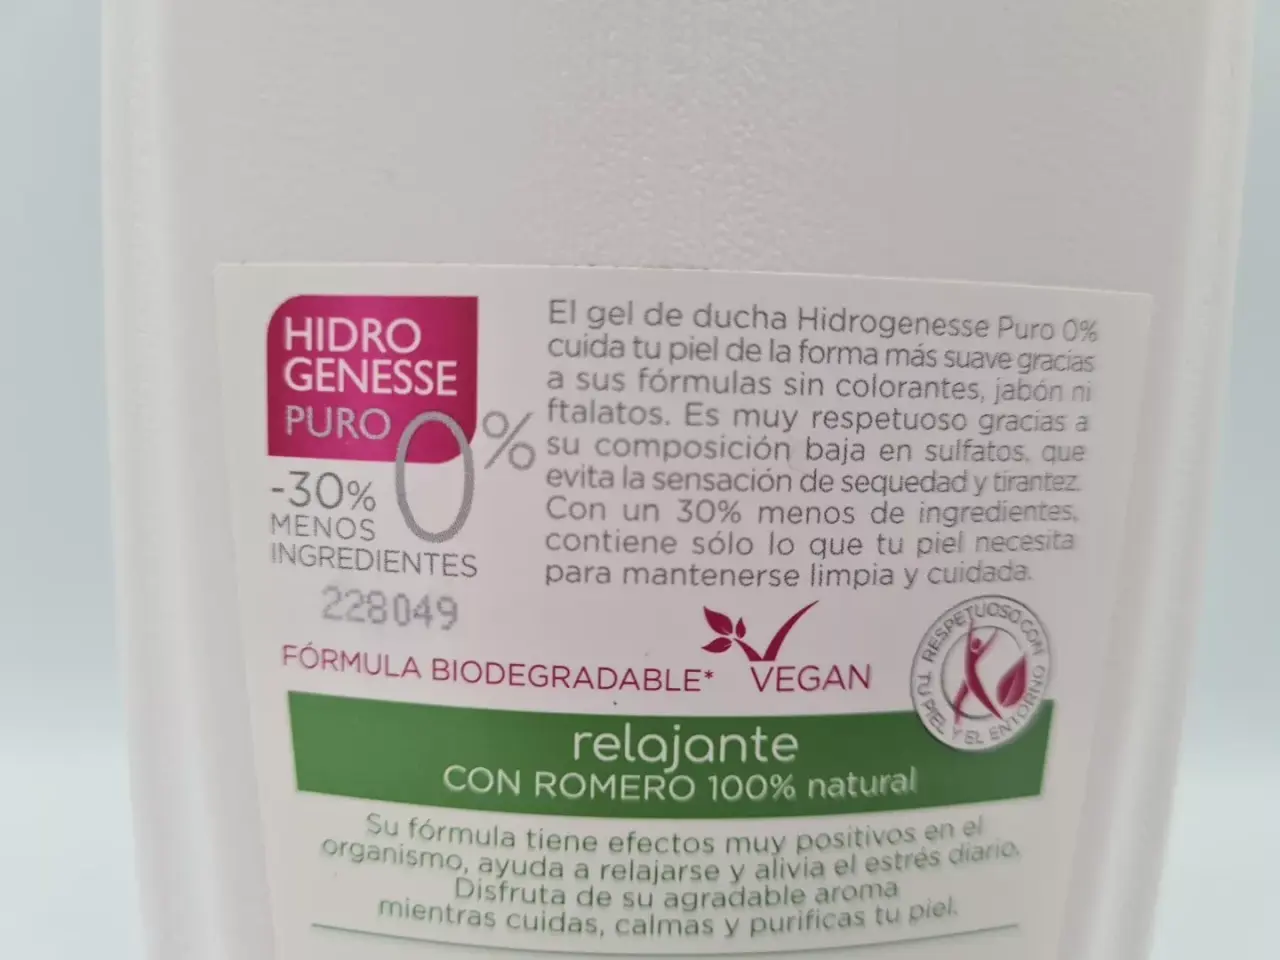 HIDRO
GENESSE
PURO 0%
-30%
MENOS
INGREDIENTES
228049
El gel de ducha Hidrogenesse Puro 0%
cuida tu piel de la forma más suave gracias
a sus fórmulas sin colorantes, jabón ni
ftalatos. Es muy respetuoso gracias a
su composición baja en sulfatos, que
evita la sensación de sequedad y tirantez.
Con un 30% menos de ingredientes,
contiene sólo lo que tu piel necesita
para mantenerse limpia y cuidada.
FÓRMULA BIODEGRADABLE*
VEGAN
RESPETUOSO CON
TU PIEL Y EL ENTORNO
relajante
CON ROMERO 100% natural
Su fórmula tiene efectos muy positivos en el
organismo, ayuda a relajarse y alivia el estrés diario.
Disfruta de su agradable aroma
mientras cuidas, calmas y purificas tu piel.